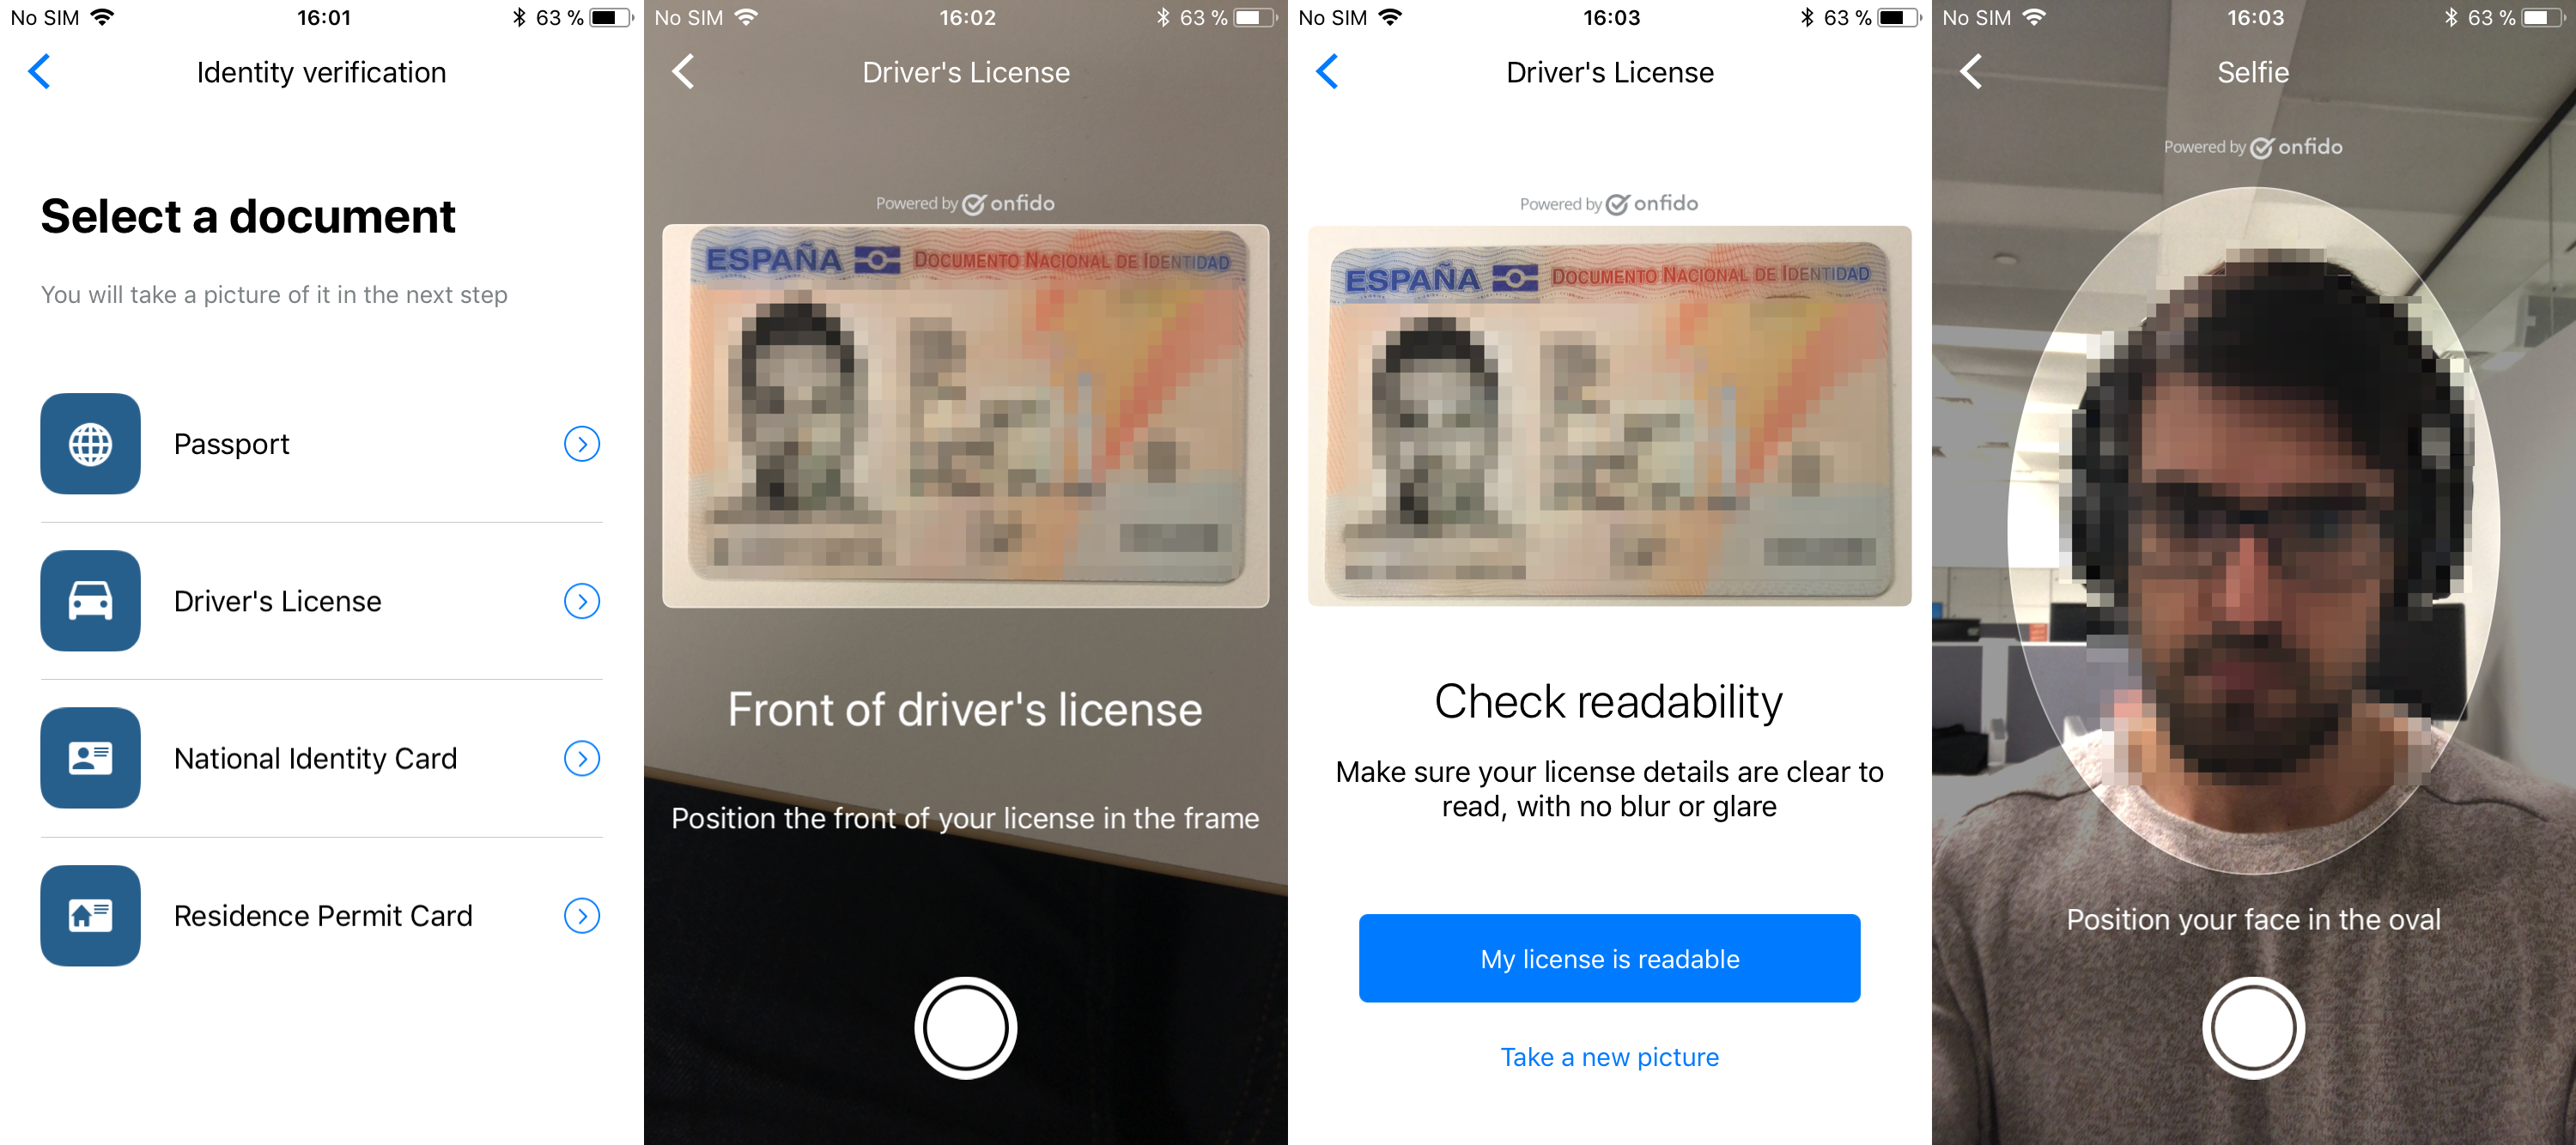 No SIM 16:01 63 %
Identity verification
Select a document
You will take a picture of it in the next step
Passport
Driver's License
National Identity Card
Residence Permit Card
No SIM 16:02 63 %
Driver's License
Powered by onfido
ESPAÑA DOCUMENTO NACIONAL DE IDENTIDAD
Front of driver's license
Position the front of your license in the frame
No SIM 16:03 63 %
Driver's License
Powered by onfido
ESPAÑA DOCUMENTO NACIONAL DE IDENTIDAD
Check readability
Make sure your license details are clear to
read, with no blur or glare
My license is readable
Take a new picture
No SIM 16:03 63 %
Selfie
Powered by onfido
Position your face in the oval